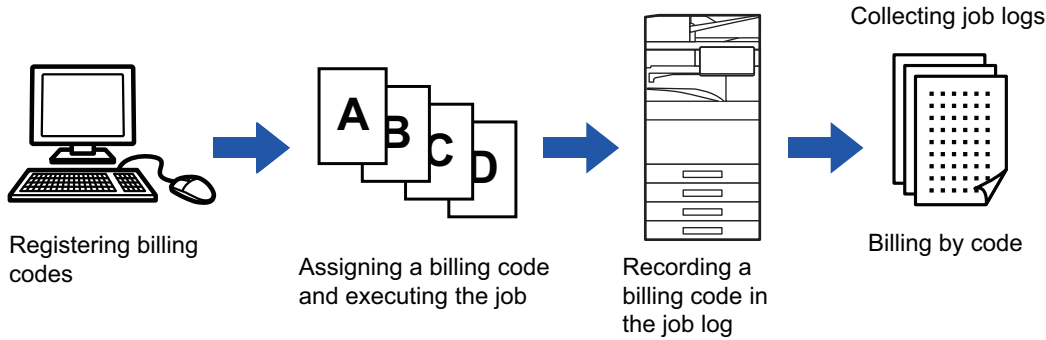 Collecting job logs
A
B
C
D
Registering billing
codes
Assigning a billing code
and executing the job
Recording a
billing code in
the job log
Billing by code